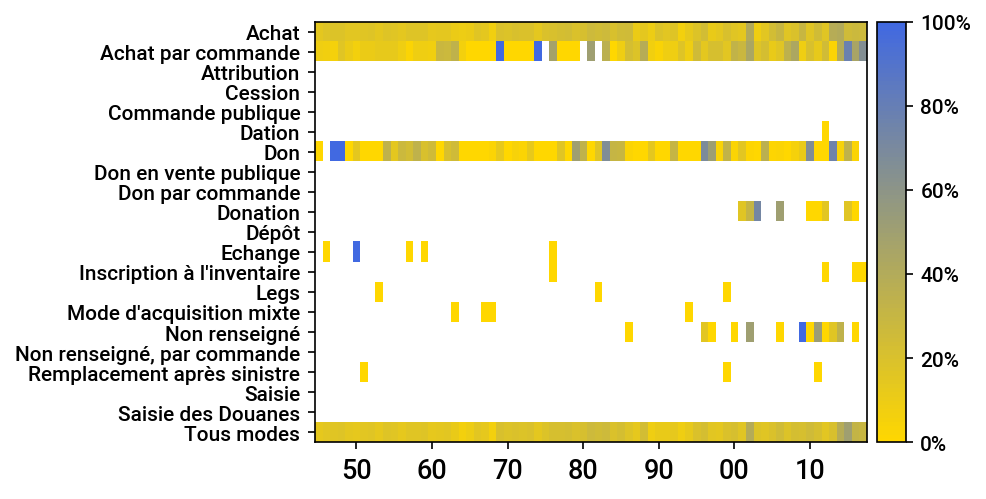 Achat
Achat par commande
Attribution
Cession
Commande publique
Dation
Don
Don en vente publique
Don par commande
Donation
Dépôt
Echange
Inscription à l'inventaire
Legs
Mode d'acquisition mixte
Non renseigné
Non renseigné, par commande
Remplacement après sinistre
Saisie
Saisie des Douanes
Tous modes
50 60 70 80 90 00 10
100%
80%
60%
40%
20%
0%